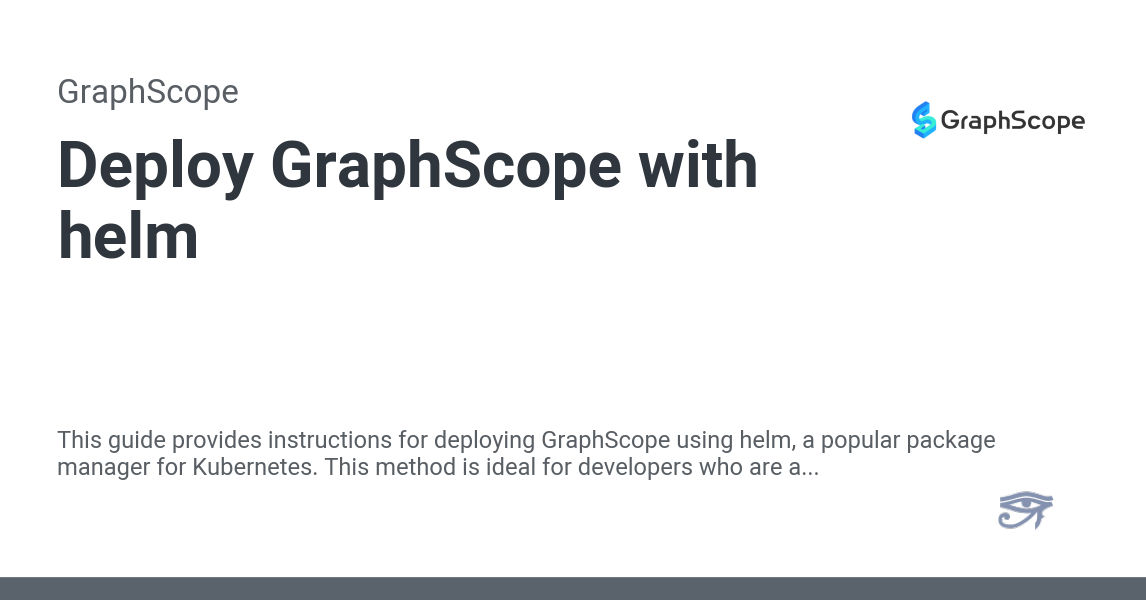 GraphScope
GraphScope
Deploy GraphScope with
helm
This guide provides instructions for deploying GraphScope using helm, a popular package
manager for Kubernetes. This method is ideal for developers who are a...